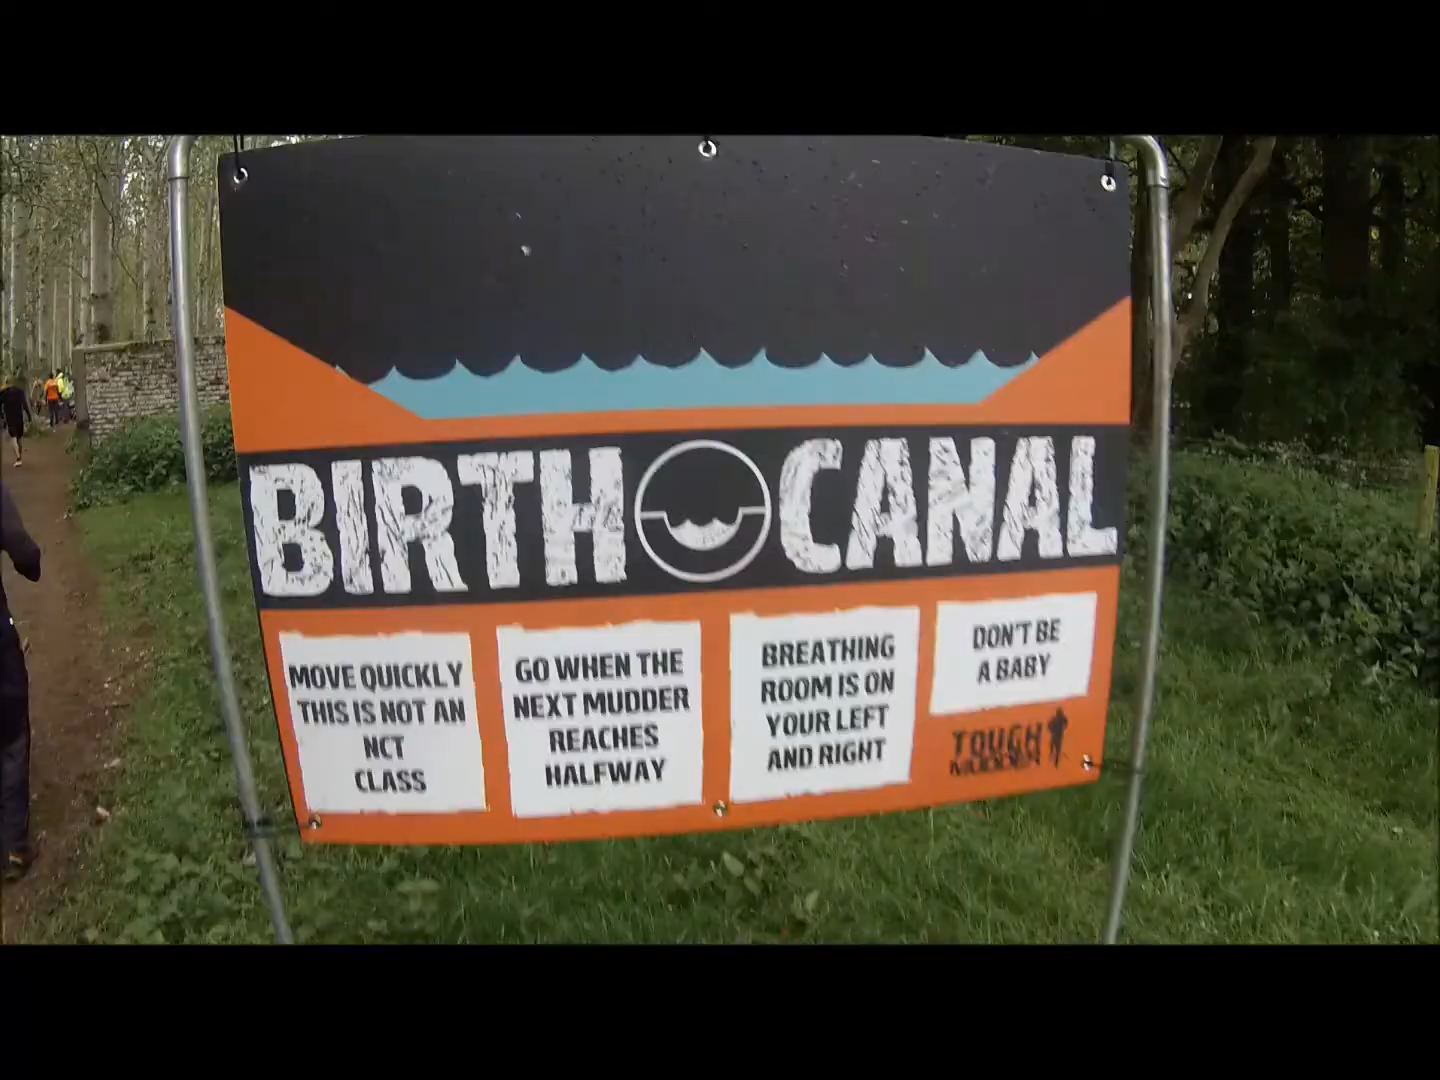 BIRTH CANAL
MOVE QUICKLY
THIS IS NOT AN
NCT
CLASS
GO WHEN THE
NEXT MUDDER
REACHES
HALFWAY
BREATHING
ROOM IS ON
YOUR LEFT
AND RIGHT
DON'T BE
A BABY
TOUGH
MUDDER